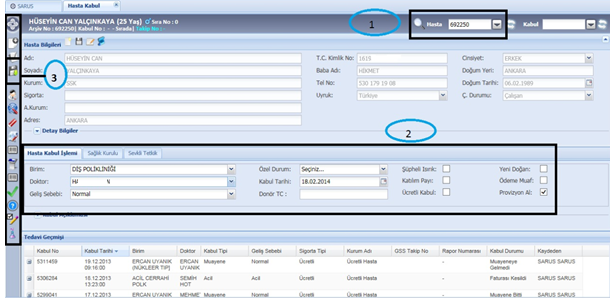 SARUS Hasta Kabul
HÜSEYİN CAN YALÇINKAYA (25 Yaş) Sıra No : 0
Arşiv No : 692250| Kabul No : - - Sırada| Takip No :
1
Hasta 692250 Kabul
Hasta Bilgileri
Adı: HÜSEYİN CAN T.C. Kimlik No: 1615 Cinsiyet: ERKEK
Soyadı: YALÇINKAYA Baba Adı: HİKMET Doğum Yeri: ANKARA
3
Kurum: SSK Tel No: 530 179 19 08 Doğum Tarihi: 06.02.1989
Sigorta: Uyruk: Türkiye Ç. Durumu: Çalışan
A.Kurum:
Adres: ANKARA
Detay Bilgiler
2
Hasta Kabul İşlemi Sağlık Kurulu Sevkli Tetkik
Birim: DİŞ POLİKLİNİĞİ Özel Durum: Seçiniz... Şüpheli Isırık: Yeni Doğan:
Doktor: HA N Kabul Tarihi: 18.02.2014 Katılım Payı: Ödeme Muaf:
Geliş Sebebi: Normal Donör TC : Ücretli Kabul: Provizyon Al:
Tedavi Geçmişi
Kabul No Kabul Tarihi Birim Doktor Kabul Tipi Geliş Sebebi Sigorta Tipi Kurum Adı GSS Takip No Rapor Numarası Kabul Durumu Kaydeden
5311459 19.12.2013 09:16:00 ERCAN UYANIK (NÜKLEER TIP) ERCAN UYANIK Muayene Normal Ücretli Ücretli Hasta - Muayeneye Gelmedi SARUS SARUS
5306284 18.12.2013 13:23:00 ACİL CERRAHİ POLK SEMİH HOT Acil Acil Ücretli Ücretli Hasta - Faturası Kesildi SARUS SARUS
5299041 17.12.2013 ERCAN UYANIK MEHMET Muayene Normal Ücretli Ücretli Hasta - Muayene Bitti SARUS SARUS